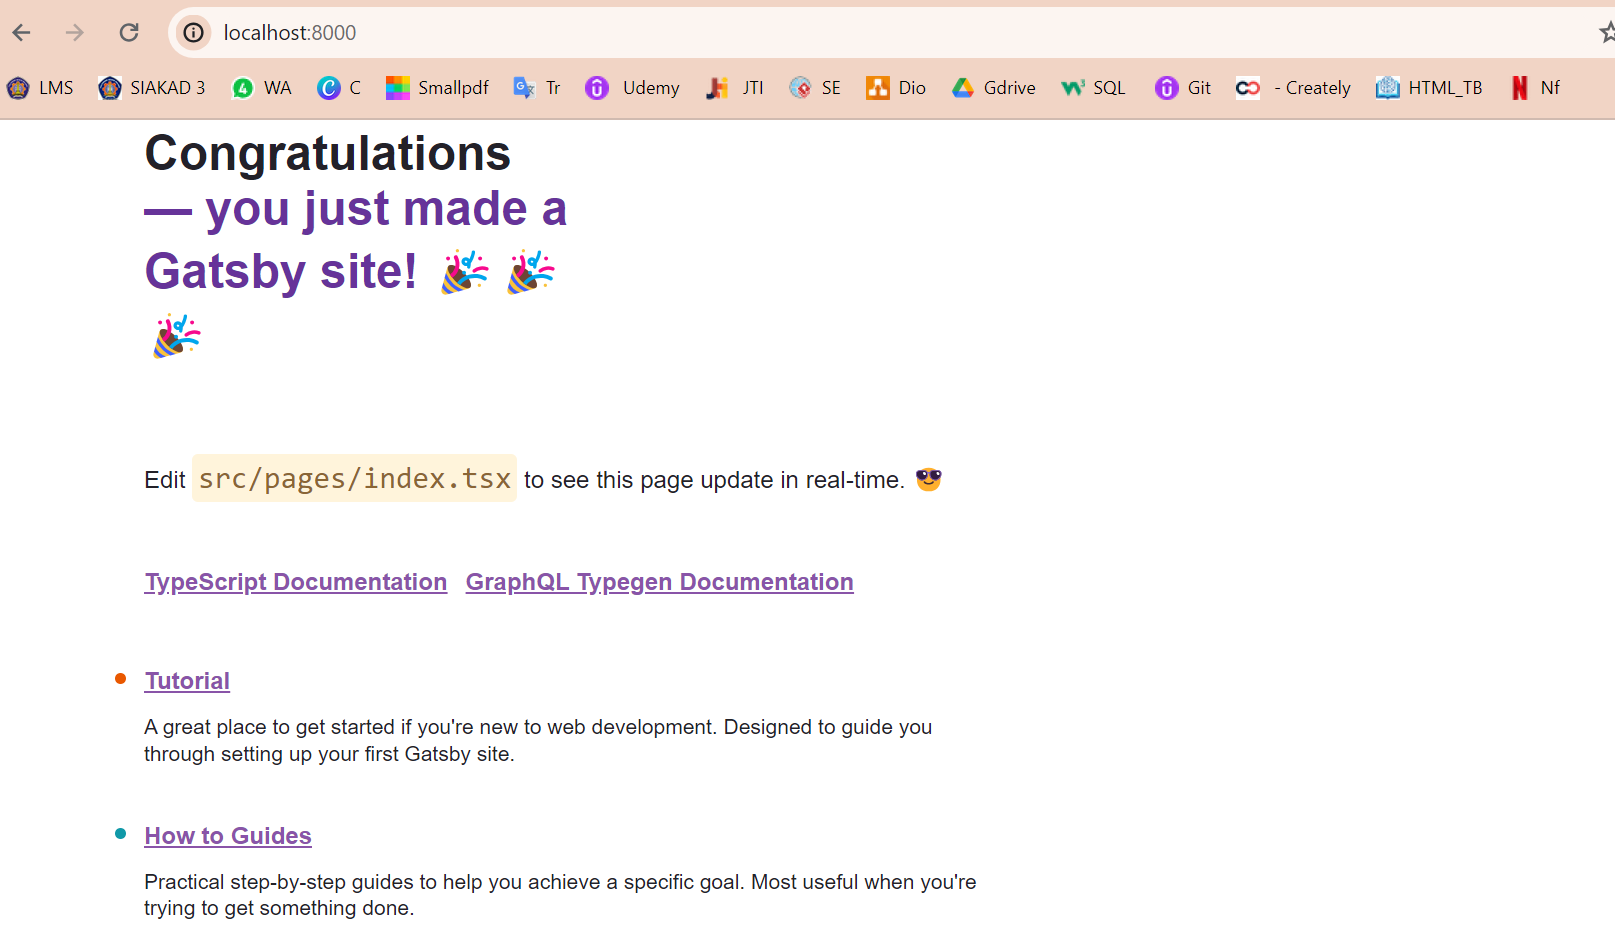 localhost:8000
LMS SIAKAD 3 WA C Smallpdf Tr Udemy JTI SE Dio Gdrive SQL Git - Creately HTML_TB Nf
Congratulations
— you just made a
Gatsby site! 🎉 🎉
🎉
Edit src/pages/index.tsx to see this page update in real-time. 😎
TypeScript Documentation GraphQL Typegen Documentation
Tutorial
A great place to get started if you're new to web development. Designed to guide you
through setting up your first Gatsby site.
How to Guides
Practical step-by-step guides to help you achieve a specific goal. Most useful when you're
trying to get something done.